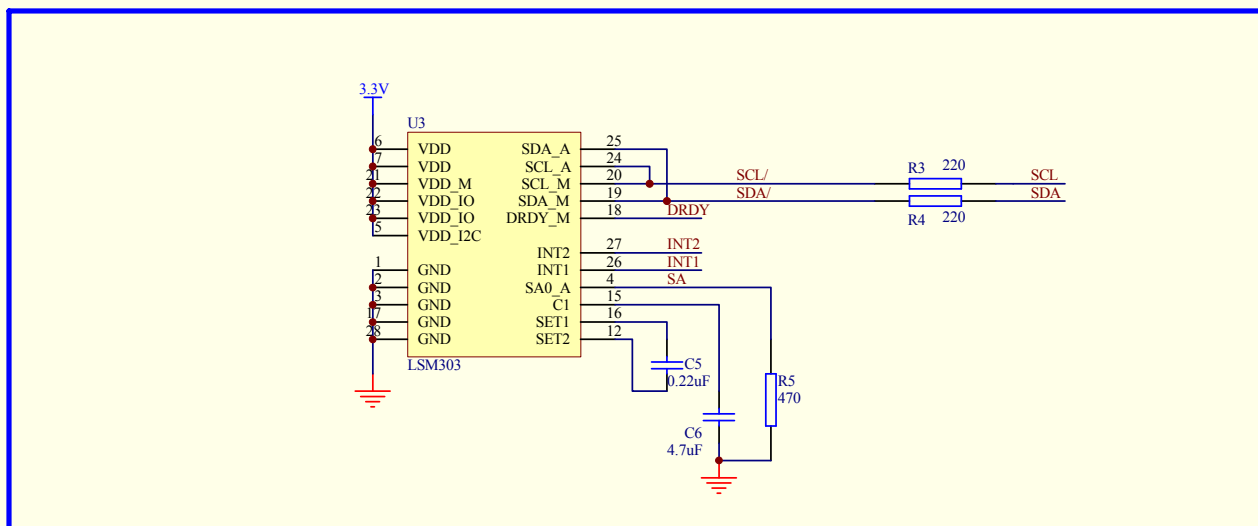 3.3V
U3
6 VDD SDA_A 25
7 VDD SCL_A 24
21 VDD_M SCL_M 20 SCL/ R3 220 SCL
22 VDD_IO SDA_M 19 SDA/ R4 220 SDA
23 VDD_IO DRDY_M 18 DRDY
5 VDD_I2C
INT2 27 INT2
1 GND INT1 26 INT1
2 GND SA0_A 4 SA
3 GND C1 15
17 GND SET1 16
28 GND SET2 12
LSM303
C5
0.22uF
R5
470
C6
4.7uF